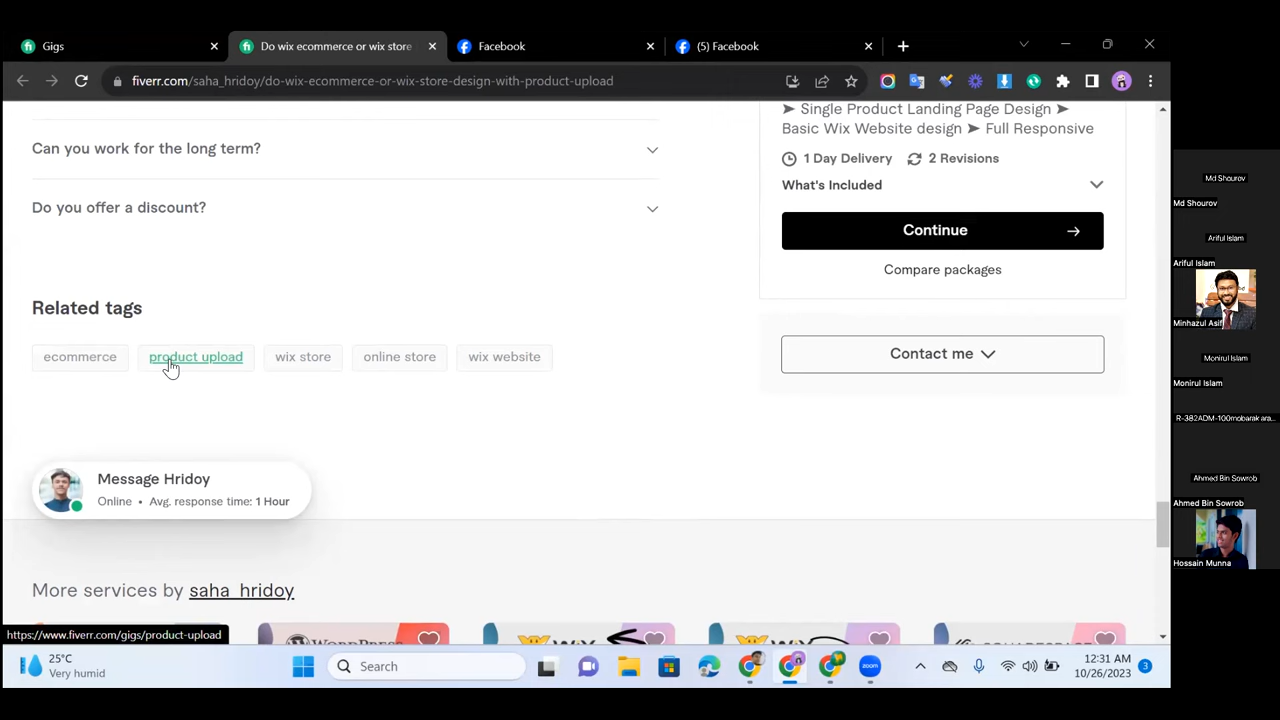 Gigs
Do wix ecommerce or wix store
Facebook
(5) Facebook
fiverr.com/saha_hridoy/do-wix-ecommerce-or-wix-store-design-with-product-upload
➤ Single Product Landing Page Design ➤
Basic Wix Website design ➤ Full Responsive
Can you work for the long term?
1 Day Delivery
2 Revisions
What's Included
Do you offer a discount?
Continue
Compare packages
Related tags
ecommerce
product upload
wix store
online store
wix website
Contact me
Message Hridoy
Online • Avg. response time: 1 Hour
More services by saha_hridoy
https://www.fiverr.com/gigs/product-upload
WORDPRESS
25°C
Very humid
Search
zoom
12:31 AM
10/26/2023
3
Md Shourov
Md Shourov
Ariful Islam
Ariful Islam
Minhazul Asif
Monirul Islam
Monirul Islam
R-382ADM-100mobarak ara...
Ahmed Bin Sowrob
Ahmed Bin Sowrob
Hossain Munna